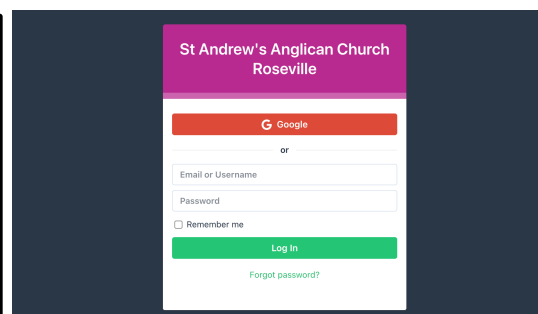 St Andrew's Anglican Church
Roseville
Google
or
Email or Username
Password
Remember me
Log In
Forgot password?